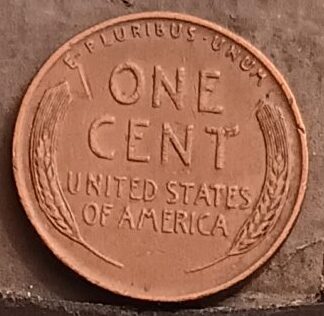 E·PLURIBUS·UNUM
ONE
CENT
UNITED STATES
OF AMERICA